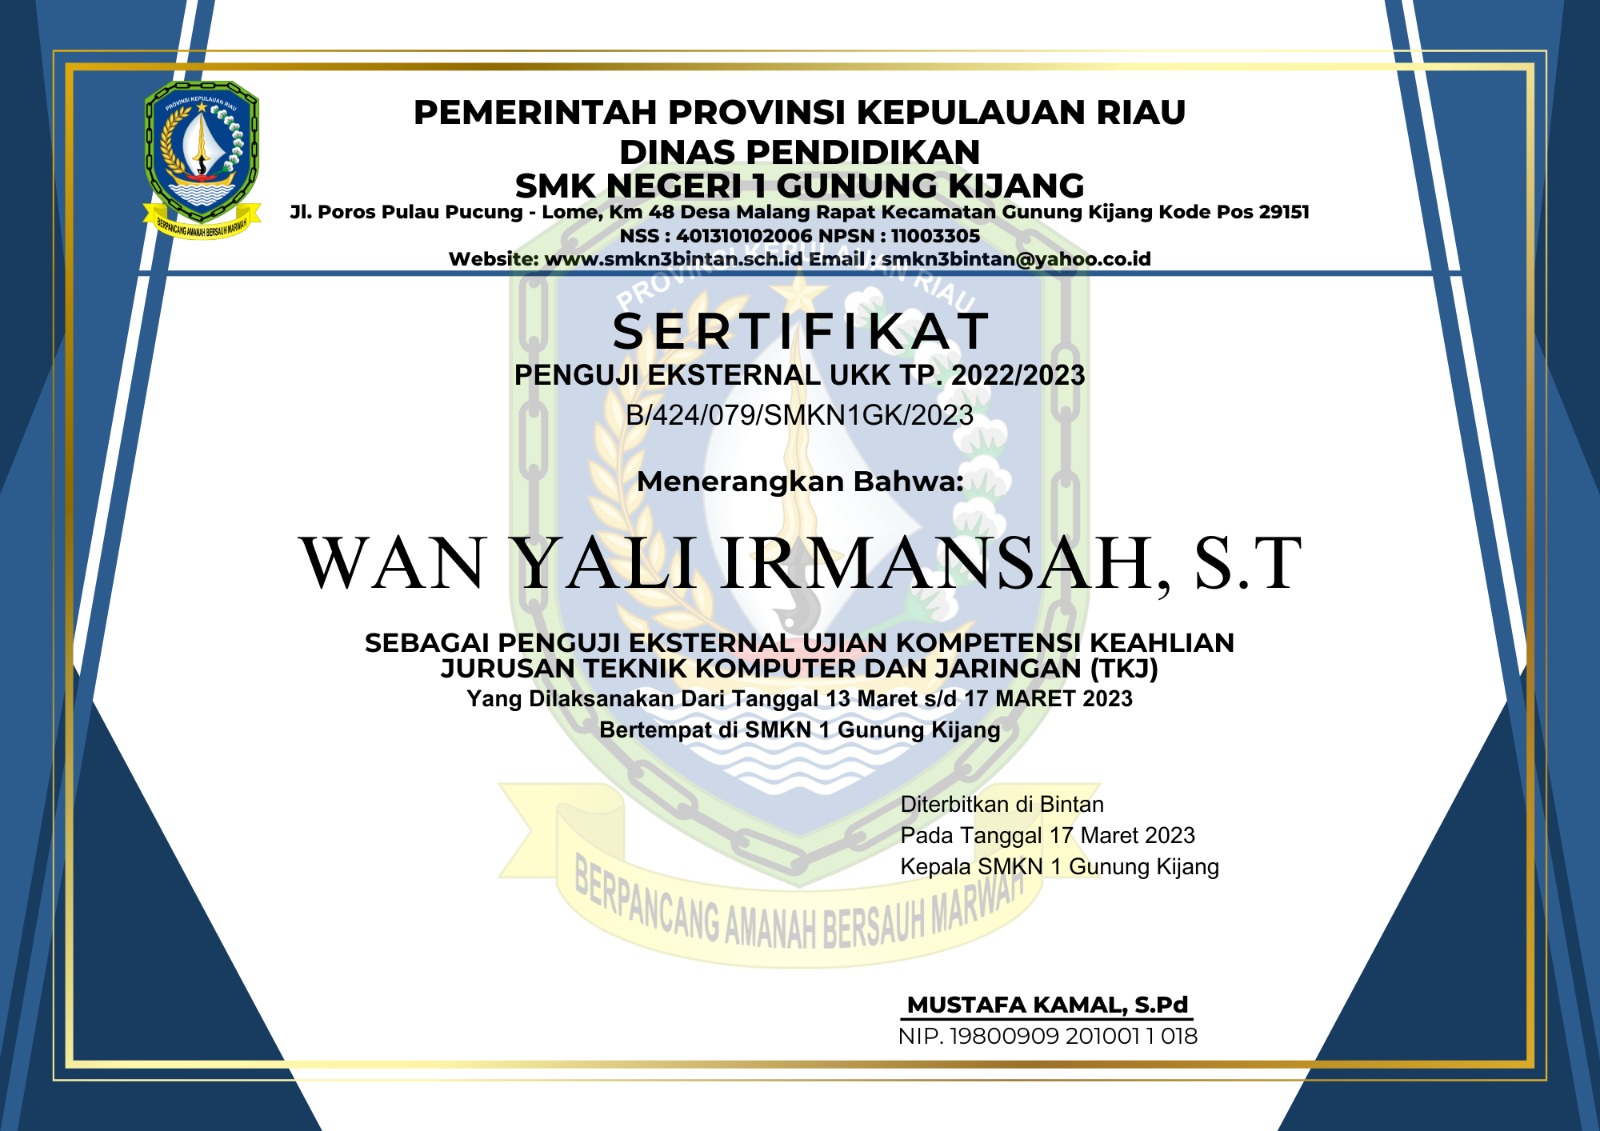 PROVINSI KEPULAUAN RIAU
BERPANCANG AMANAH BERSAUH MARWAH
PEMERINTAH PROVINSI KEPULAUAN RIAU
DINAS PENDIDIKAN
SMK NEGERI 1 GUNUNG KIJANG
Jl. Poros Pulau Pucung - Lome, Km 48 Desa Malang Rapat Kecamatan Gunung Kijang Kode Pos 29151
NSS : 401310102006 NPSN : 11003305
Website: www.smkn3bintan.sch.id Email : smkn3bintan@yahoo.co.id
PROVINSI KEPULAUAN RIAU
SERTIFIKAT
PENGUJI EKSTERNAL UKK TP. 2022/2023
B/424/079/SMKN1GK/2023
Menerangkan Bahwa:
WAN YALI IRMANSAH, S.T
SEBAGAI PENGUJI EKSTERNAL UJIAN KOMPETENSI KEAHLIAN
JURUSAN TEKNIK KOMPUTER DAN JARINGAN (TKJ)
Yang Dilaksanakan Dari Tanggal 13 Maret s/d 17 MARET 2023
Bertempat di SMKN 1 Gunung Kijang
Diterbitkan di Bintan
Pada Tanggal 17 Maret 2023
Kepala SMKN 1 Gunung Kijang
BERPANCANG AMANAH BERSAUH MARWAH
MUSTAFA KAMAL, S.Pd
NIP. 19800909 201001 1 018